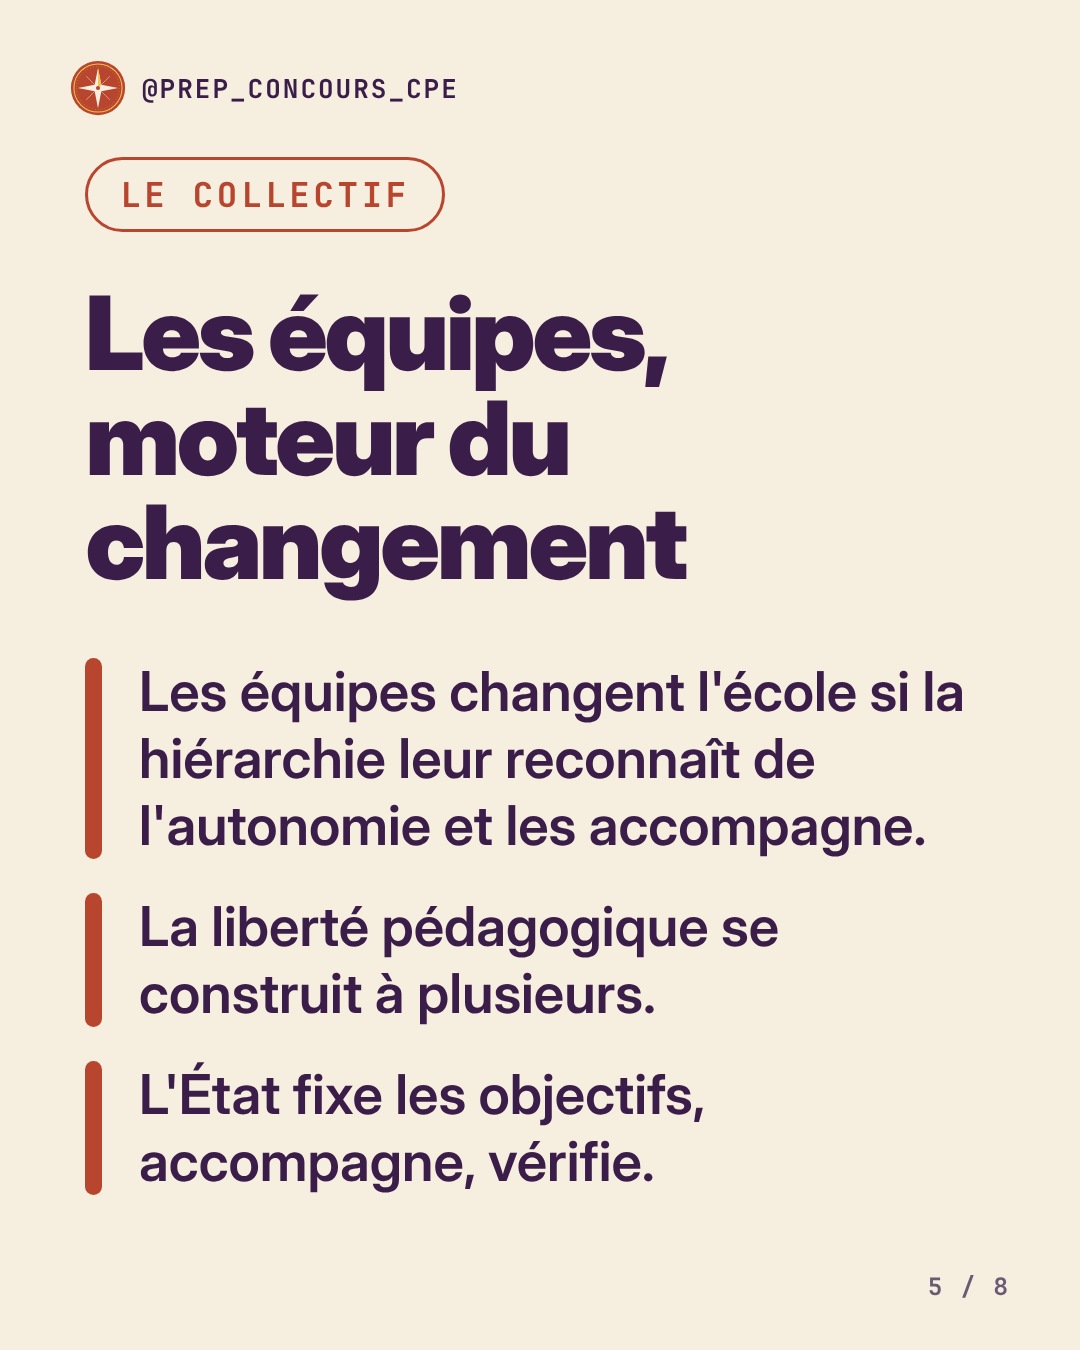 @PREP_CONCOURS_CPE
LE COLLECTIF
Les équipes,
moteur du
changement
Les équipes changent l'école si la
hiérarchie leur reconnaît de
l'autonomie et les accompagne.
La liberté pédagogique se
construit à plusieurs.
L'État fixe les objectifs,
accompagne, vérifie.
5 / 8